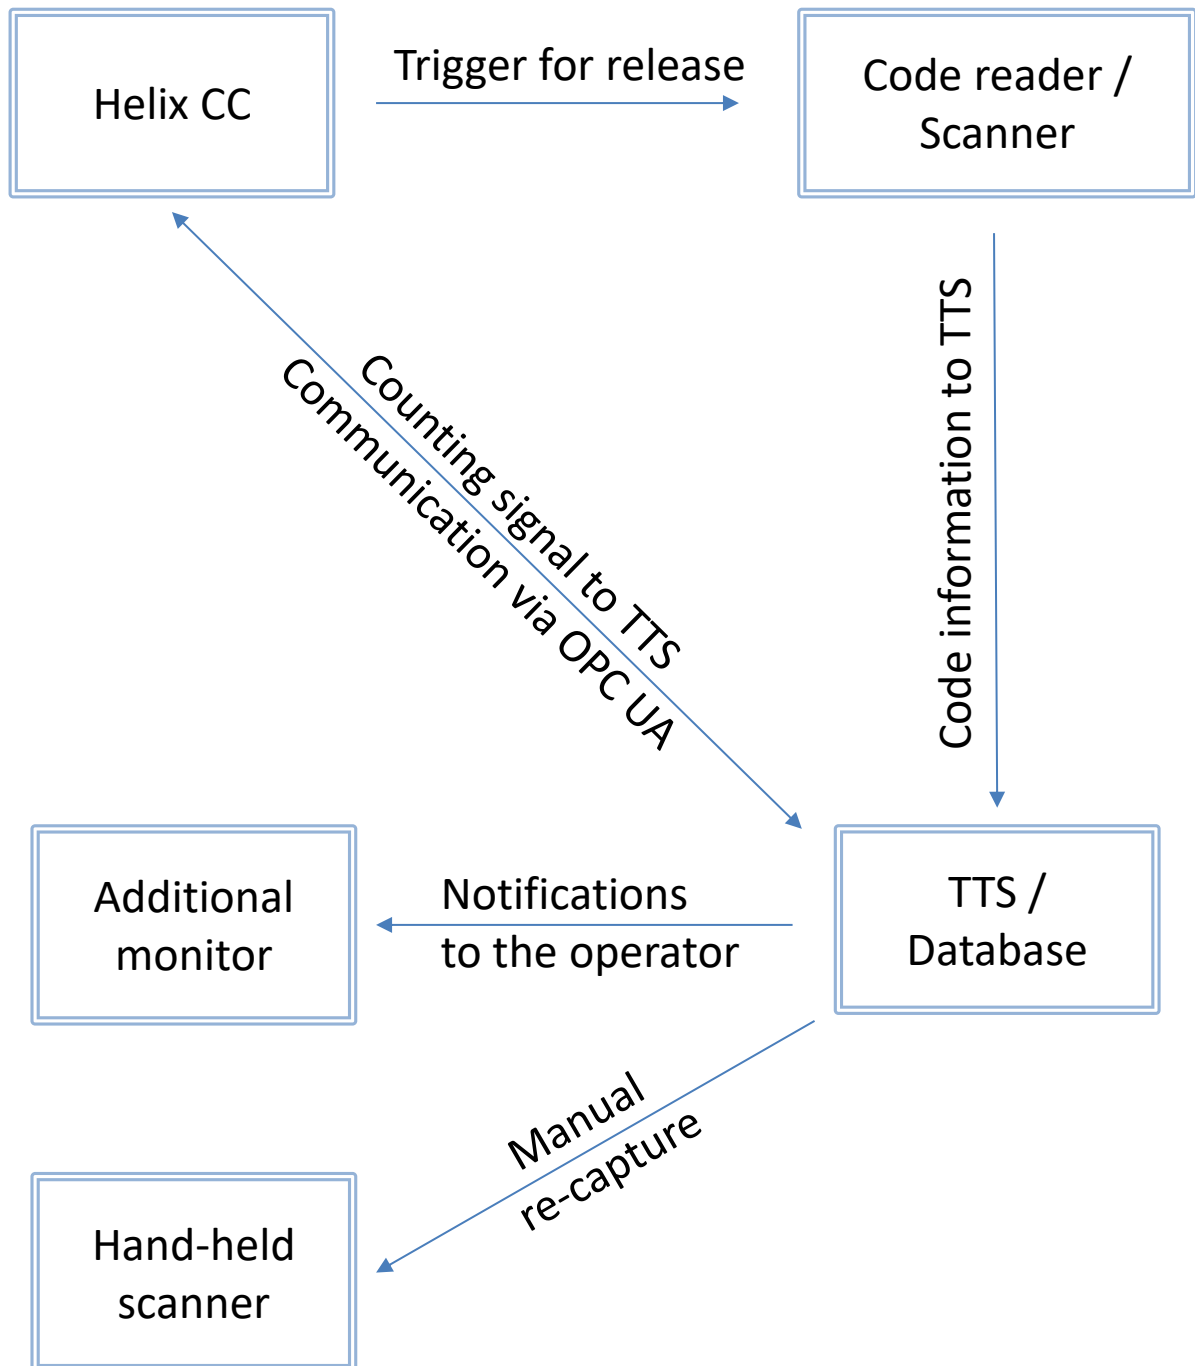 Helix CC
Trigger for release
Code reader /
Scanner
Counting signal to TTS
Communication via OPC UA
Code information to TTS
Additional
monitor
Notifications
to the operator
TTS /
Database
Manual
re-capture
Hand-held
scanner